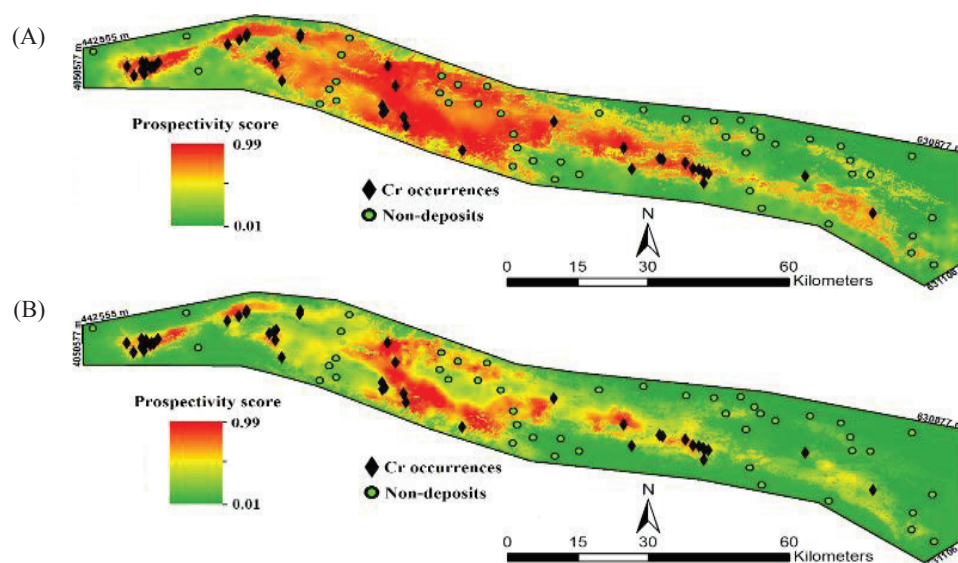 (A)
442555 m
4050577 m
630877 m
Prospectivity score
0.99
0.01
Cr occurrences
Non-deposits
N
0 15 30 60
Kilometers
631106
(B)
442555 m
4050577 m
630877 m
Prospectivity score
0.99
0.01
Cr occurrences
Non-deposits
N
0 15 30 60
Kilometers